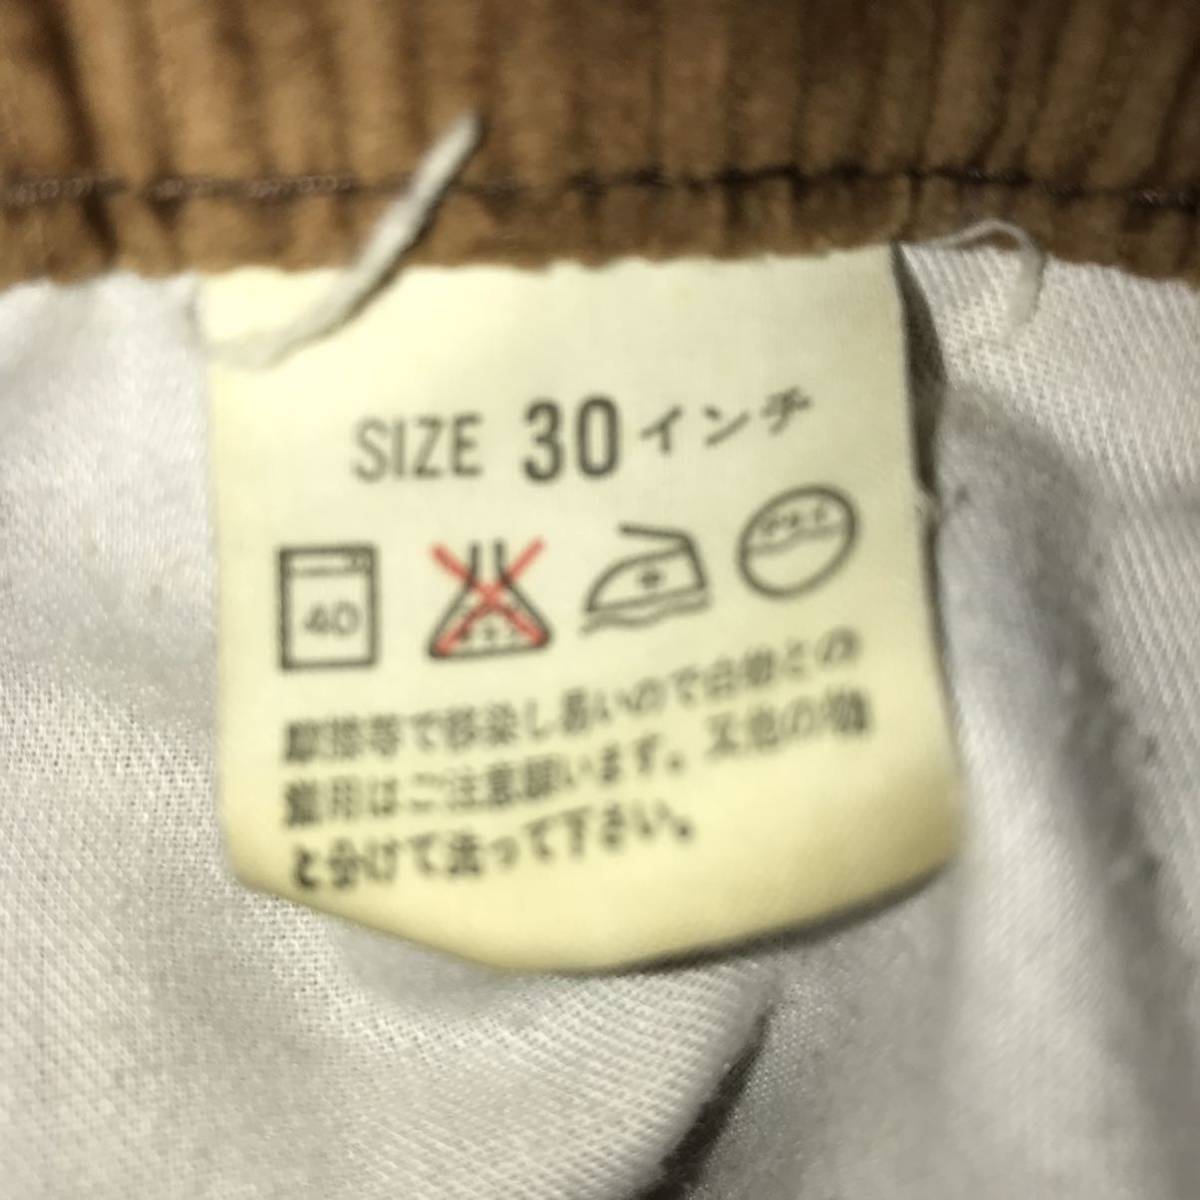 SIZE 30インチ
40
摩擦等で移染し易いので白物との
着用はご注意願います。又他の物
と分けて洗って下さい。